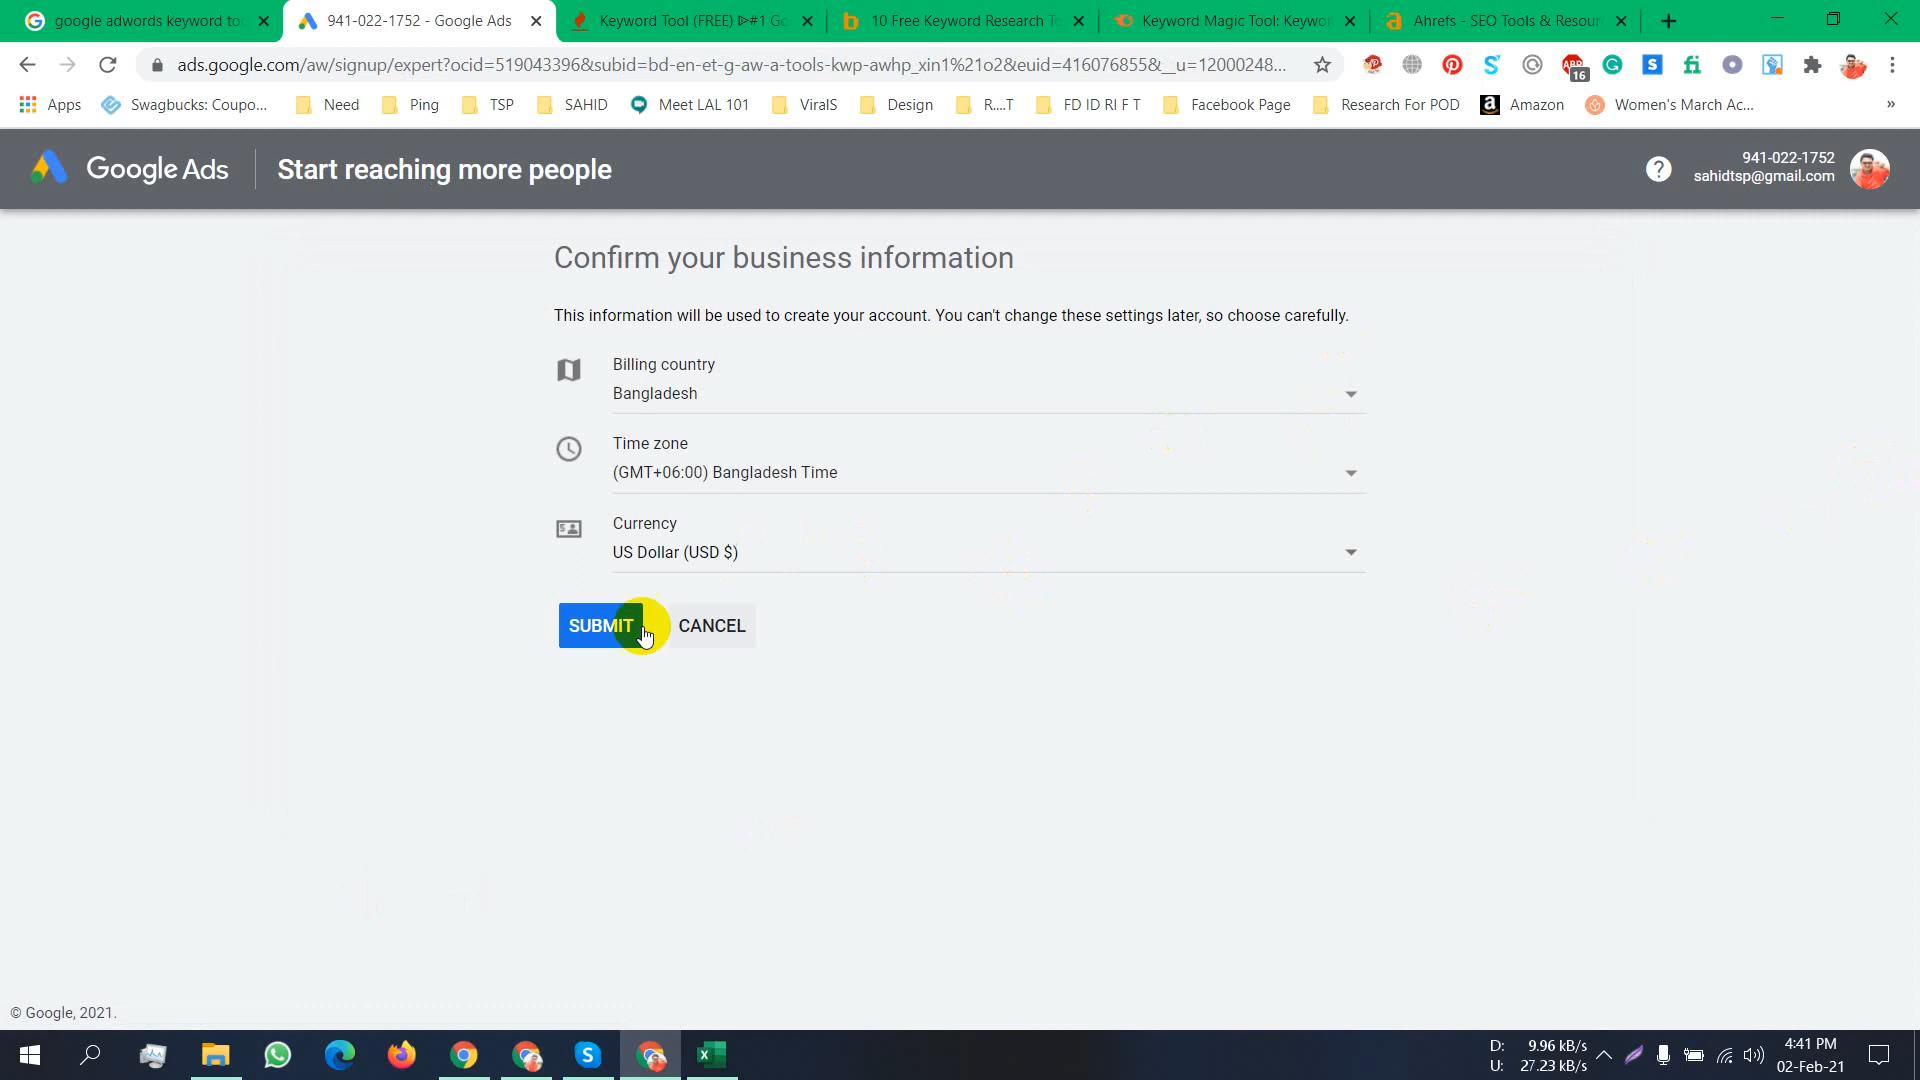 google adwords keyword to
941-022-1752 - Google Ads
Keyword Tool (FREE) ᐈ#1 Go
10 Free Keyword Research To
Keyword Magic Tool: Keywor
Ahrefs - SEO Tools & Resour
ads.google.com/aw/signup/expert?ocid=519043396&subid=bd-en-et-g-aw-a-tools-kwp-awhp_xin1%21o2&euid=416076855&__u=12000248...
ABP
16
Apps
Swagbucks: Coupo...
Need
Ping
TSP
SAHID
Meet LAL 101
ViralS
Design
R....T
FD ID RI F T
Facebook Page
Research For POD
Amazon
Women's March Ac...
»
Google Ads
Start reaching more people
941-022-1752
sahidtsp@gmail.com
Confirm your business information
This information will be used to create your account. You can't change these settings later, so choose carefully.
Billing country
Bangladesh
Time zone
(GMT+06:00) Bangladesh Time
Currency
US Dollar (USD $)
SUBMIT
CANCEL
© Google, 2021.
D: 9.96 kB/s
U: 27.23 kB/s
4:41 PM
02-Feb-21